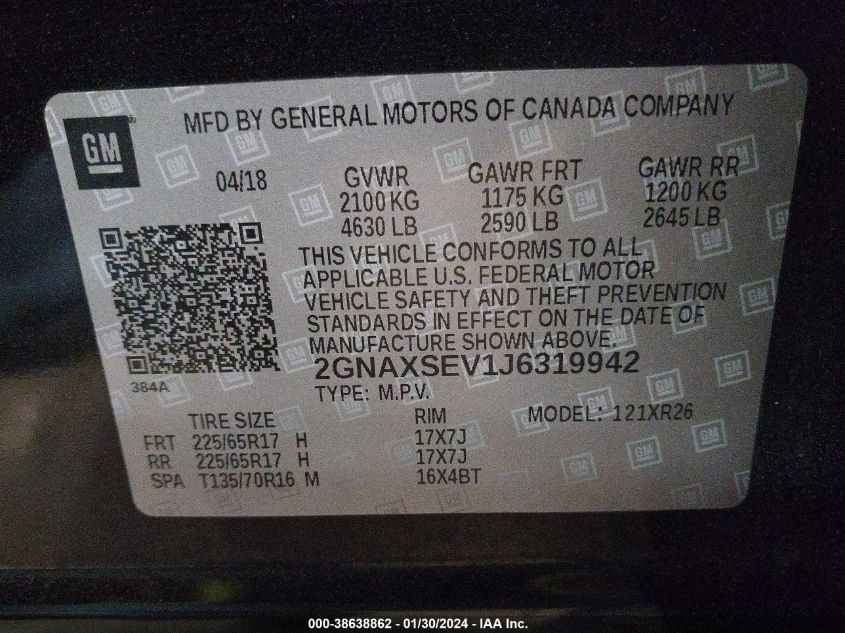 MFD BY GENERAL MOTORS OF CANADA COMPANY
GM
04/18 GVWR GAWR FRT GAWR RR
2100 KG 1175 KG 1200 KG
4630 LB 2590 LB 2645 LB
THIS VEHICLE CONFORMS TO ALL
APPLICABLE U.S. FEDERAL MOTOR
VEHICLE SAFETY AND THEFT PREVENTION
STANDARDS IN EFFECT ON THE DATE OF
MANUFACTURE SHOWN ABOVE.
2GNAXSEV1J6319942
384A
TYPE: M.P.V.
TIRE SIZE RIM MODEL: 121XR26
FRT 225/65R17 H 17X7J
RR 225/65R17 H 17X7J
SPA T135/70R16 M 16X4BT
000-38638862 - 01/30/2024 - IAA Inc.